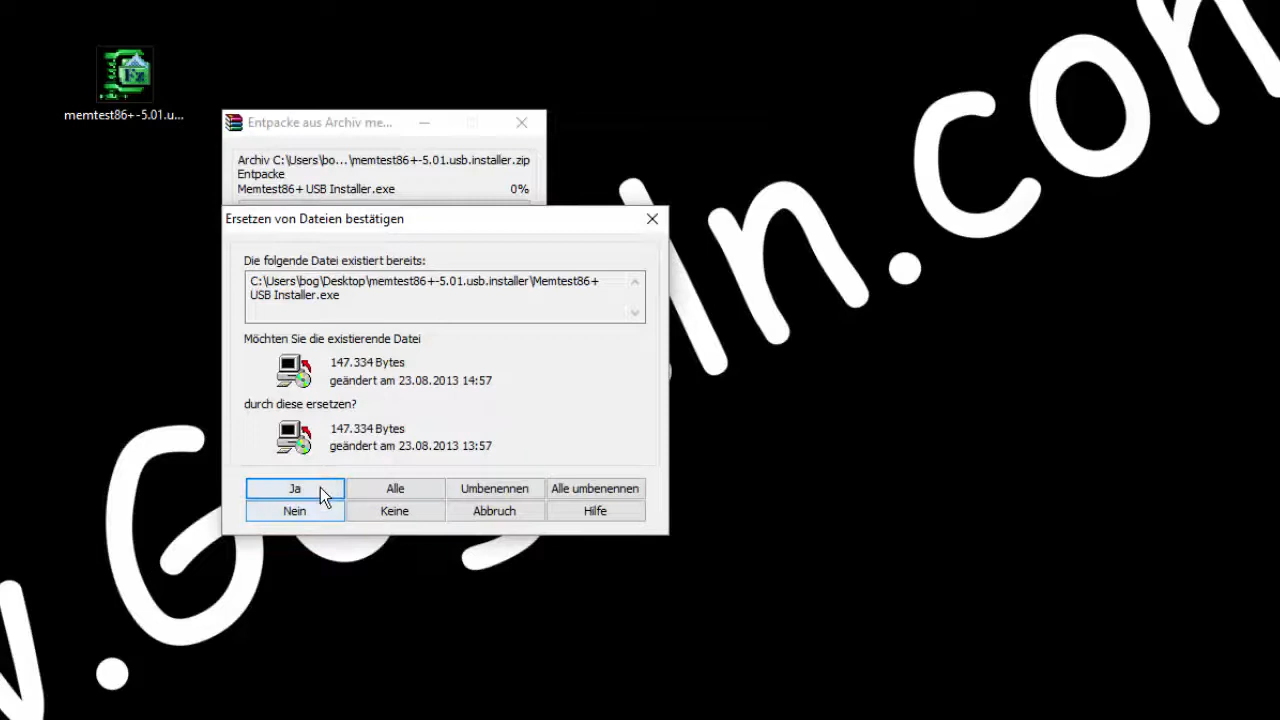 memtest86+-5.01.u...
Entpacke aus Archiv me...
Archiv C:\Users\bo...\memtest86+-5.01.usb.installer.zip
Entpacke
Memtest86+ USB Installer.exe 0%
Ersetzen von Dateien bestätigen
Die folgende Datei existiert bereits:
C:\Users\bog\Desktop\memtest86+-5.01.usb.installer\Memtest86+
USB Installer.exe
Möchten Sie die existierende Datei
147.334 Bytes
geändert am 23.08.2013 14:57
durch diese ersetzen?
147.334 Bytes
geändert am 23.08.2013 13:57
Ja Alle Umbenennen Alle umbenennen
Nein Keine Abbruch Hilfe